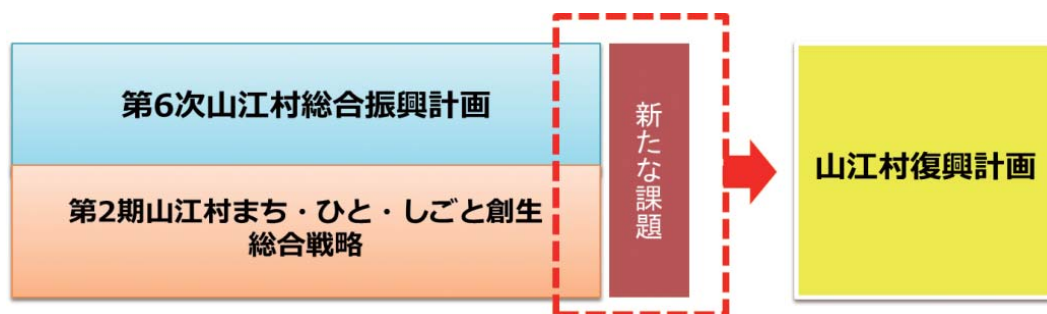 第6次山江村総合振興計画
第2期山江村まち・ひと・しごと創生
総合戦略
新たな課題
山江村復興計画